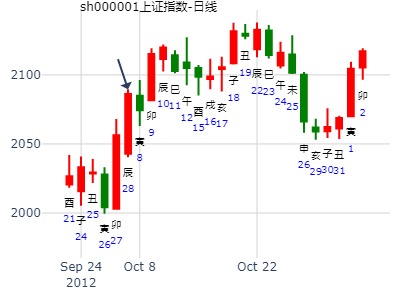 sh000001上证指数-日线
2100
2050
2000
酉
21
子
24
丑
25
寅
26
卯
27
辰
28
寅
8
卯
9
辰
10
巳
11
午
12
酉
15
戌
16
亥
17
子
18
丑
19
辰
22
巳
23
午
24
未
25
申
26
亥
29
子
30
丑
31
寅
1
卯
2
Sep 24
2012
Oct 8
Oct 22